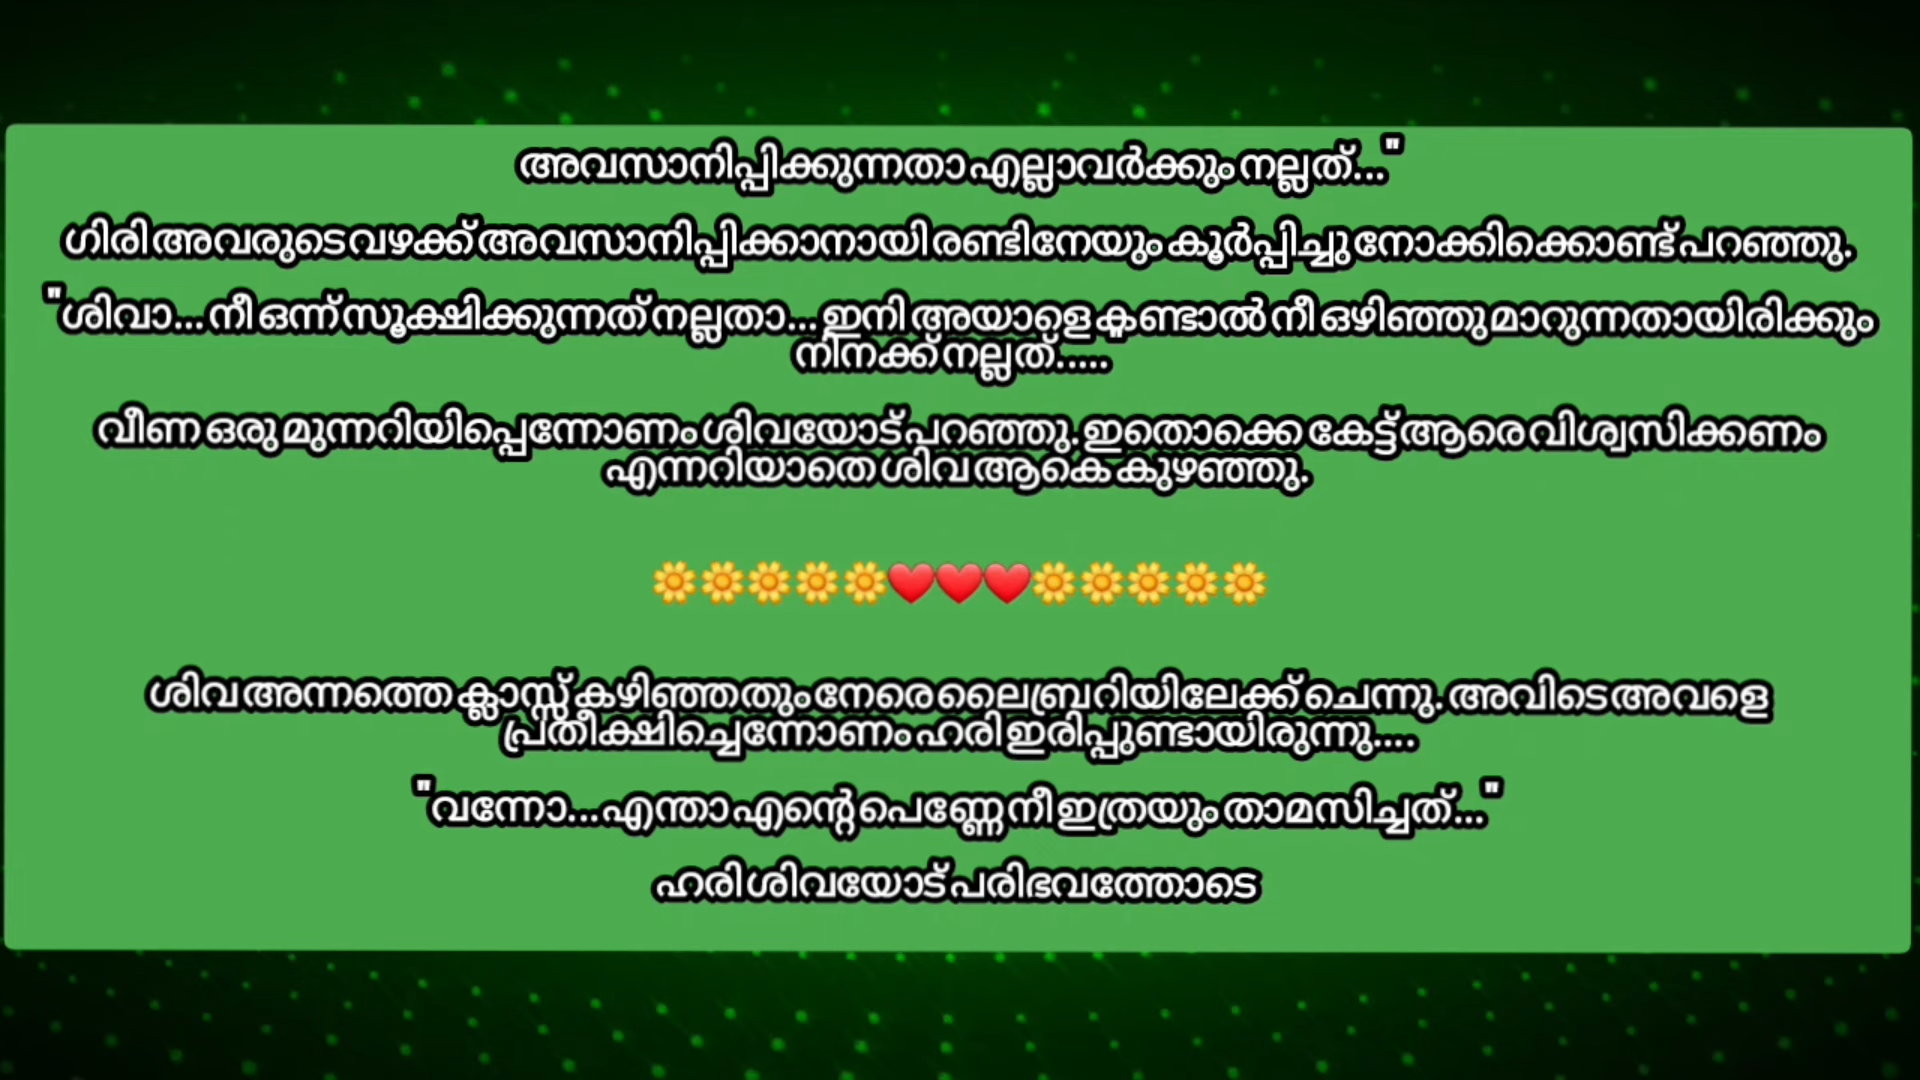 അവസാനിപ്പിക്കുന്നതാ എല്ലാവർക്കും നല്ലത്..."
ഗിരി അവരുടെ വഴക്ക് അവസാനിപ്പിക്കാനായി രണ്ടിനേയും കൂർപ്പിച്ചു നോക്കിക്കൊണ്ട് പറഞ്ഞു.
"ശിവാ... നീ ഒന്ന് സൂക്ഷിക്കുന്നത് നല്ലതാ... ഇനി അയാളെ കണ്ടാൽ നീ ഒഴിഞ്ഞു മാറുന്നതായിരിക്കും
നിനക്ക് നല്ലത്....."
വീണ ഒരു മുന്നറിയിപ്പെന്നോണം ശിവയോട് പറഞ്ഞു. ഇതൊക്കെ കേട്ട് ആരെ വിശ്വസിക്കണം
എന്നറിയാതെ ശിവ ആകെ കുഴഞ്ഞു.
🌼🌼🌼🌼🌼❤️❤️❤️🌼🌼🌼🌼🌼
ശിവ അന്നത്തെ ക്ലാസ്സ് കഴിഞ്ഞതും നേരെ ലൈബ്രറിയിലേക്ക് ചെന്നു. അവിടെ അവളെ
പ്രതീക്ഷിച്ചെന്നോണം ഹരി ഇരിപ്പുണ്ടായിരുന്നു....
"വന്നോ... എന്താ എന്റെ പെണ്ണേ നീ ഇത്രയും താമസിച്ചത്..."
ഹരി ശിവയോട് പരിഭവത്തോടെ